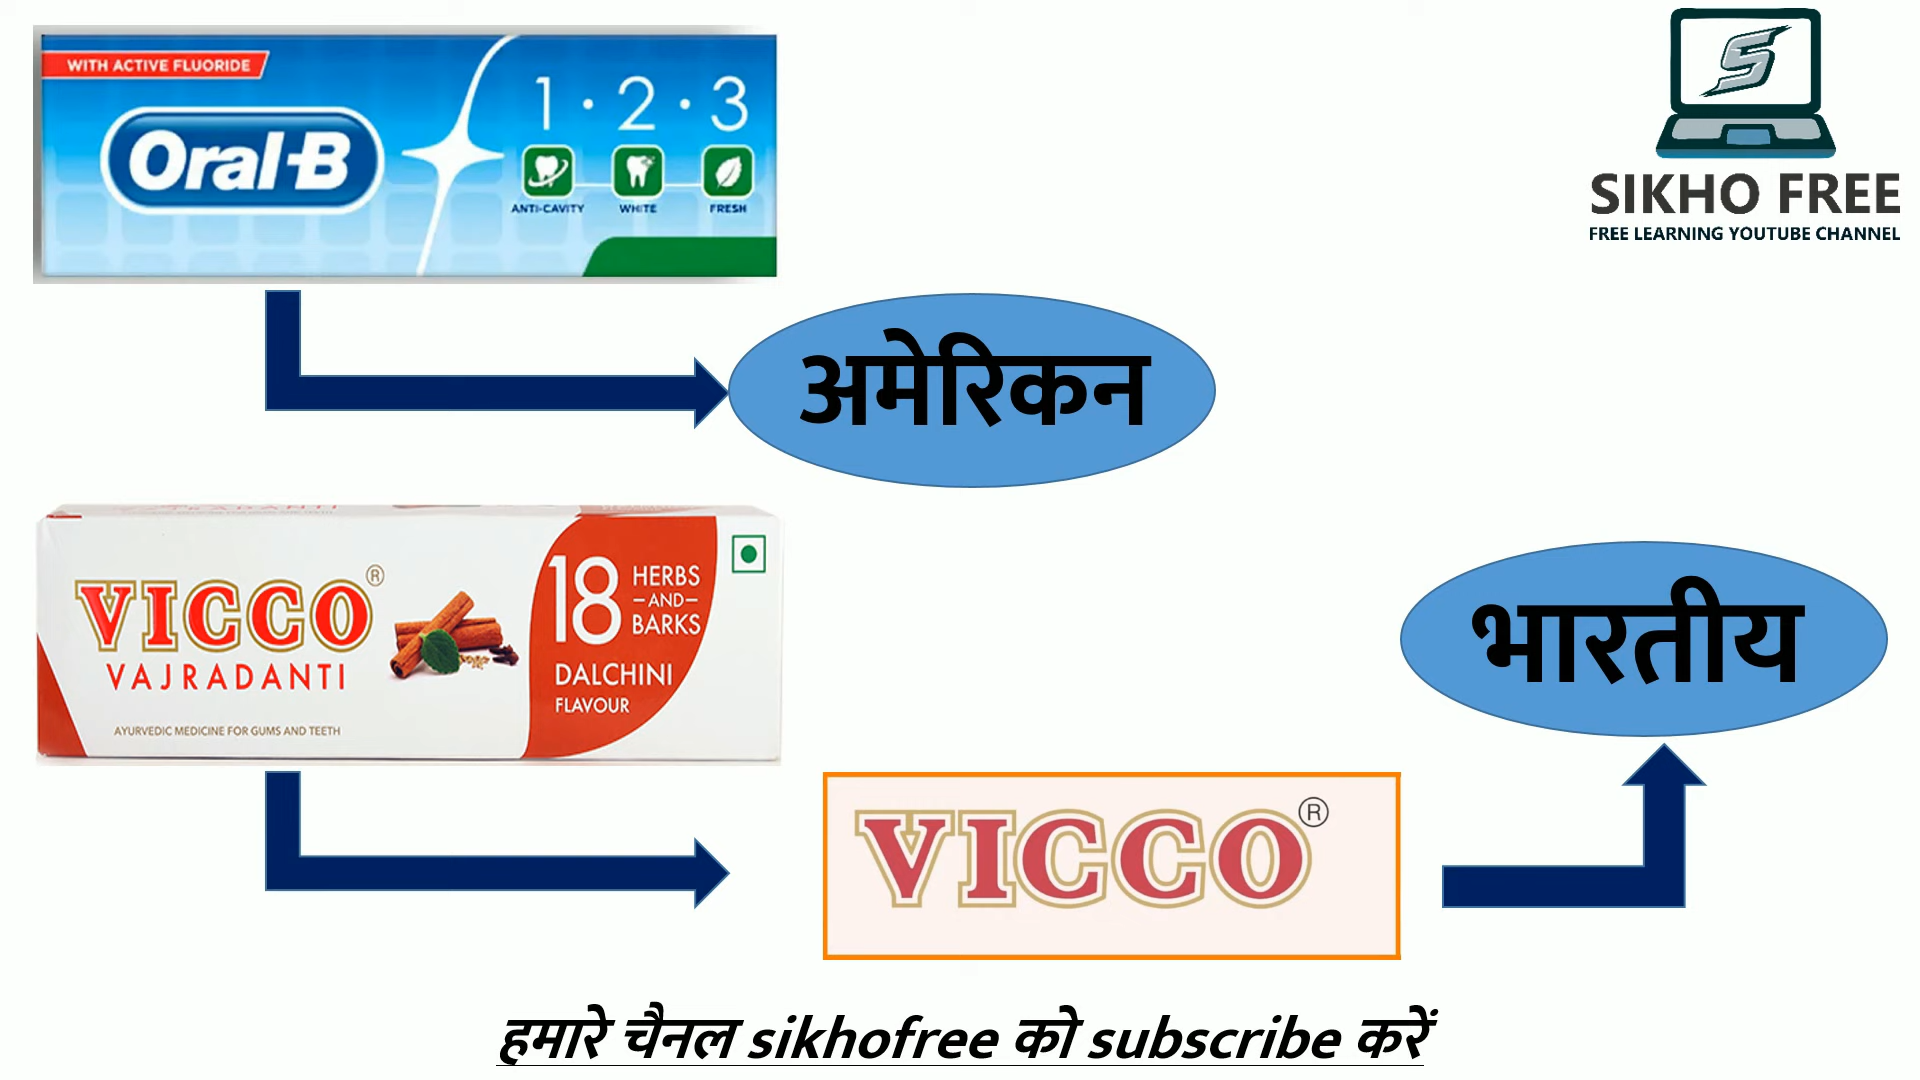 WITH ACTIVE FLUORIDE
Oral-B
1 · 2 · 3
ANTI-CAVITY WHITE FRESH
SIKHO FREE
FREE LEARNING YOUTUBE CHANNEL
अमेरिकन
VICCO®
VAJRADANTI
AYURVEDIC MEDICINE FOR GUMS AND TEETH
18 HERBS
–AND–
BARKS
DALCHINI
FLAVOUR
भारतीय
VICCO®
हमारे चैनल sikhofree को subscribe करें